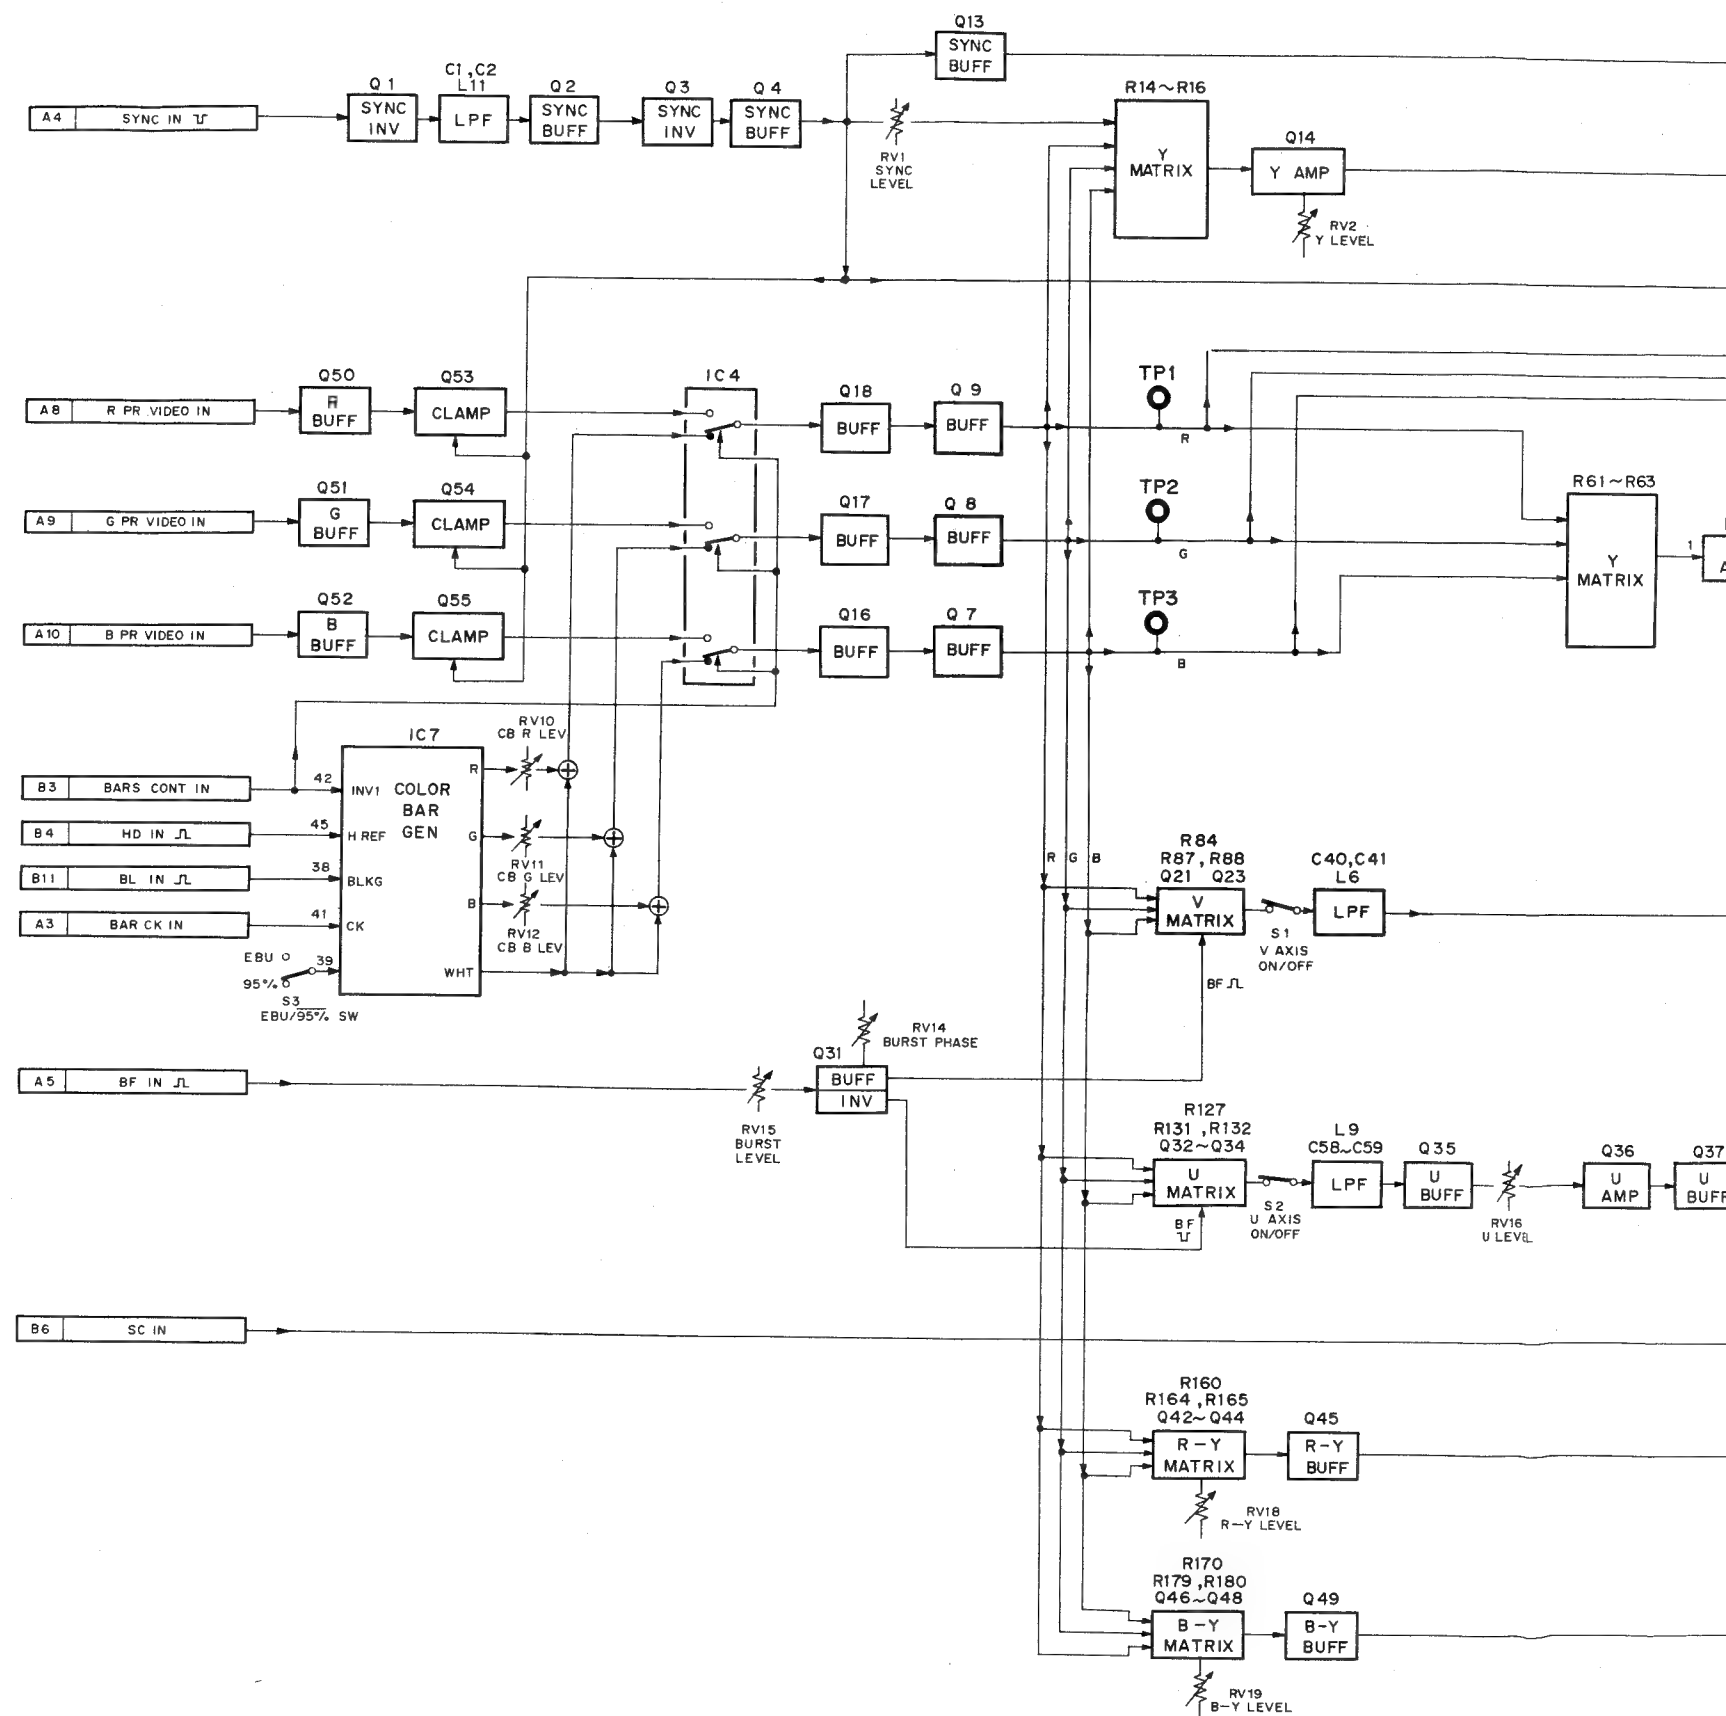 Q13
SYNC
BUFF
C1,C2
Q1 L11 Q2 Q3 Q4
A4 SYNC IN
SYNC
INV
LPF
SYNC
BUFF
SYNC
INV
SYNC
BUFF
RV1
SYNC
LEVEL
R14~R16
Y
MATRIX
Q14
Y AMP
RV2
Y LEVEL
Q50 Q53 IC4 Q18 Q9 TP1
A8 R PR VIDEO IN
R
BUFF
CLAMP
BUFF
BUFF
R
Q51 Q54 Q17 Q8 TP2
A9 G PR VIDEO IN
G
BUFF
CLAMP
BUFF
BUFF
G
R61~R63
Y
MATRIX
1
Q52 Q55 Q16 Q7 TP3
A10 B PR VIDEO IN
B
BUFF
CLAMP
BUFF
BUFF
B
IC7
COLOR
BAR
GEN
B3 BARS CONT IN 42 INV1
B4 HD IN 45 H REF
B11 BL IN 38 BLKG
A3 BAR CK IN 41 CK
EBU
95%
39
S3
EBU/95% SW
R
G
B
WHT
RV10
CB R LEV
RV11
CB G LEV
RV12
CB B LEV
R G B
R84
R87,R88
Q21 Q23
V
MATRIX
BF
S1
V AXIS
ON/OFF
C40,C41
L6
LPF
A5 BF IN
RV15
BURST
LEVEL
RV14
BURST PHASE
Q31
BUFF
INV
R127
R131,R132
Q32~Q34
U
MATRIX
BF
S2
U AXIS
ON/OFF
L9
C58~C59
LPF
Q35
U
BUFF
RV16
U LEVEL
Q36
U
AMP
Q37
U
BUFF
B6 SC IN
R160
R164,R165
Q42~Q44
R-Y
MATRIX
RV18
R-Y LEVEL
Q45
R-Y
BUFF
R170
R179,R180
Q46~Q48
B-Y
MATRIX
RV19
B-Y LEVEL
Q49
B-Y
BUFF